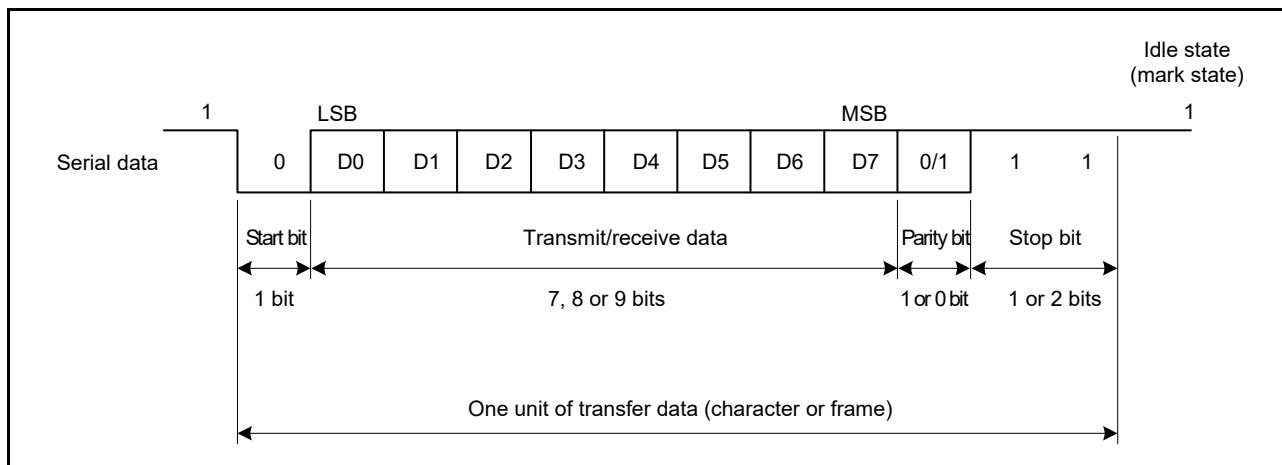 Idle state
(mark state)
1 LSB MSB 1
Serial data 0 D0 D1 D2 D3 D4 D5 D6 D7 0/1 1 1
Start bit Transmit/receive data Parity bit Stop bit
1 bit 7, 8 or 9 bits 1 or 0 bit 1 or 2 bits
One unit of transfer data (character or frame)